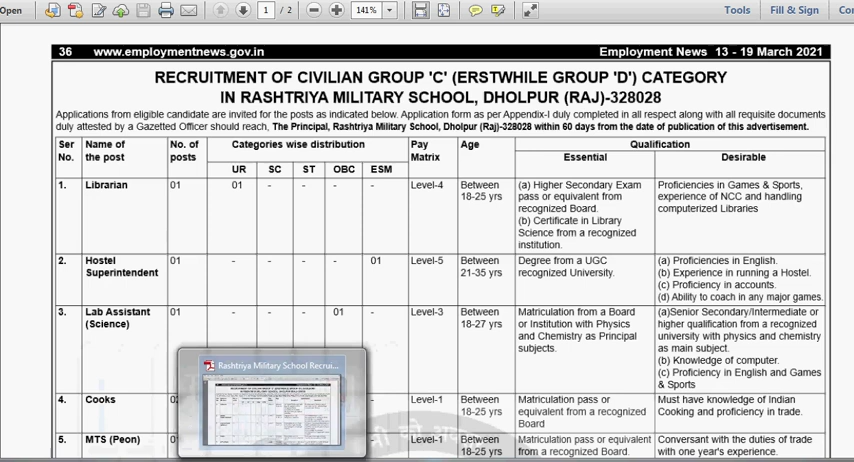 Open
1 / 2
141%
Tools
Fill & Sign
Co
36 www.employmentnews.gov.in Employment News 13 - 19 March 2021
RECRUITMENT OF CIVILIAN GROUP 'C' (ERSTWHILE GROUP 'D') CATEGORY
IN RASHTRIYA MILITARY SCHOOL, DHOLPUR (RAJ)-328028
Applications from eligible candidate are invited for the posts as indicated below. Application form as per Appendix-I duly completed in all respect along with all requisite documents
duly attested by a Gazetted Officer should reach, The Principal, Rashtriya Military School, Dholpur (Raj)-328028 within 60 days from the date of publication of this advertisement.
Ser Name of No. of Categories wise distribution Pay Age Qualification
No. the post posts UR SC ST OBC ESM Matrix Essential Desirable
1. Librarian 01 01 - - - - Level-4 Between (a) Higher Secondary Exam Proficiencies in Games & Sports,
18-25 yrs pass or equivalent from experience of NCC and handling
recognized Board. computerized Libraries
(b) Certificate in Library
Science from a recognized
institution.
2. Hostel 01 - - - - 01 Level-5 Between Degree from a UGC (a) Proficiencies in English.
Superintendent 21-35 yrs recognized University. (b) Experience in running a Hostel.
(c) Proficiency in accounts.
(d) Ability to coach in any major games.
3. Lab Assistant 01 - - - 01 - Level-3 Between Matriculation from a Board (a)Senior Secondary/Intermediate or
(Science) 18-27 yrs or Institution with Physics higher qualification from a recognized
and Chemistry as Principal university with physics and chemistry
subjects. as main subject.
(b) Knowledge of computer.
(c) Proficiency in English and Games
& Sports
Rashtriya Military School Recrui...
4. Cooks - Level-1 Between Matriculation pass or Must have knowledge of Indian
18-25 yrs equivalent from a recognized Cooking and proficiency in trade.
Board
5. MTS (Peon) - Level-1 Between Matriculation pass or equivalent Conversant with the duties of trade
18-25 yrs from a recognized Board. with one year's experience.